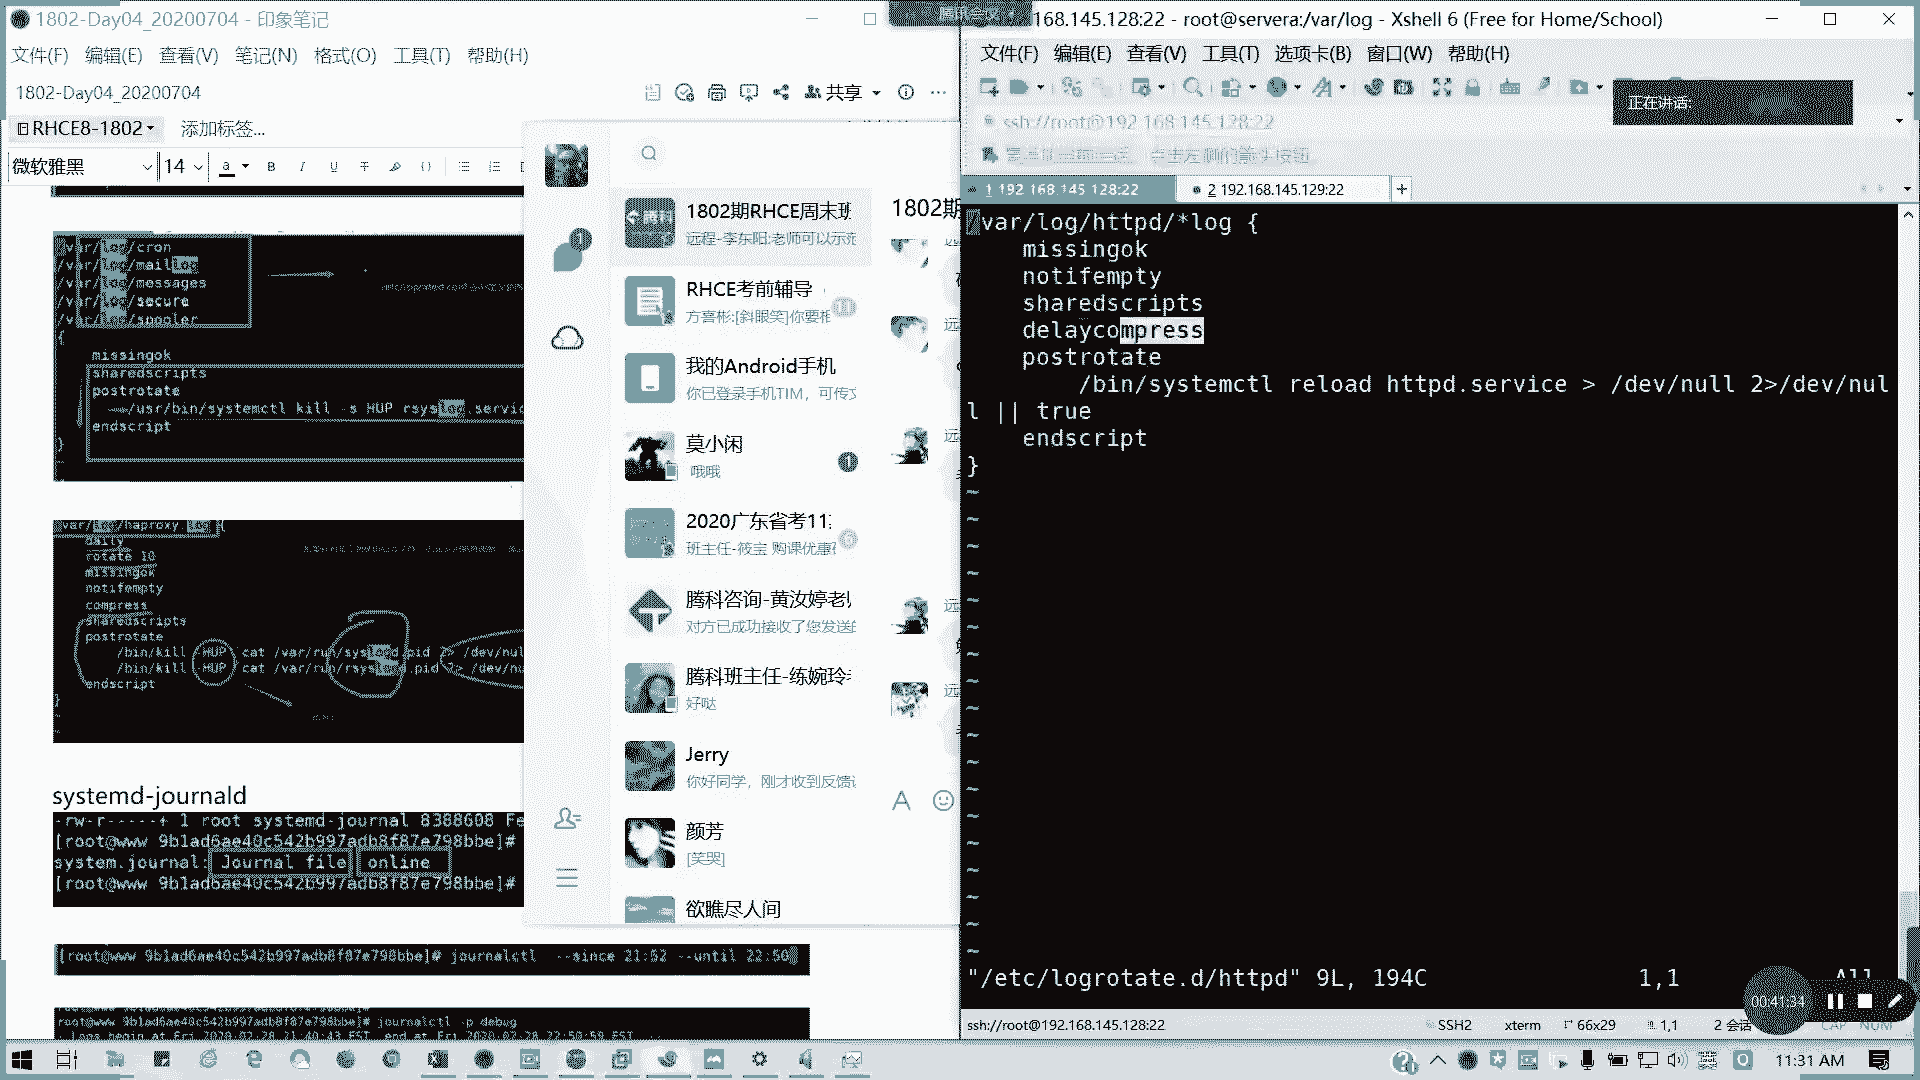 1802-Day04_20200704 - 印象笔记
文件(F) 编辑(E) 查看(V) 笔记(N) 格式(O) 工具(T) 帮助(H)
1802-Day04_20200704
共享
RHCE8-1802
添加标签...
微软雅黑
14
/var/log/cron
/var/log/maillog
/var/log/messages
/var/log/secure
/var/log/spooler
{
missingok
sharedscripts
postrotate
/usr/bin/systemctl kill -s HUP rsyslog.servic
endscript
}
/var/log/haproxy.log {
daily
rotate 10
missingok
notifempty
compress
sharedscripts
postrotate
/bin/kill -HUP cat /var/run/syslogd.pid 2> /dev/nul
/bin/kill -HUP cat /var/run/rsyslogd.pid 2> /dev/nu
endscript
}
systemd-journald
-rw-r-----+ 1 root systemd-journal 8388608 Fe
[root@www 9b1ad6ae40c542b997adb8f87e798bbe]#
system.journal: Journal file online
[root@www 9b1ad6ae40c542b997adb8f87e798bbe]#
[root@www 9b1ad6ae40c542b997adb8f87e798bbe]# journalctl --since 21:52 --until 22:50
[root@www 9b1ad6ae40c542b997adb8f87e798bbe]# journalctl -p debug
1802期RHCE周末班
远程-李东阳:老师可以示范
RHCE考前辅导
方喜彬:[斜眼笑]你要相
我的Android手机
你已登录手机TIM，可传文
莫小闲
哦哦
1
2020广东省考11
班主任-筱宝 购课优惠
腾科咨询-黄汝婷老
对方已成功接收了您发送的
腾科班主任-练婉玲
好哒
Jerry
你好同学，刚才收到反馈
颜芳
[笑哭]
欲瞧尽人间
1802期
168.145.128:22 - root@servera:/var/log - Xshell 6 (Free for Home/School)
文件(F) 编辑(E) 查看(V) 工具(T) 选项卡(B) 窗口(W) 帮助(H)
正在讲话:
ssh://root@192.168.145.128:22
1 192.168.145.128:22
2 192.168.145.129:22
/var/log/httpd/*log {
missingok
notifempty
sharedscripts
delaycompress
postrotate
/bin/systemctl reload httpd.service > /dev/null 2>/dev/nul
l || true
endscript
}
"/etc/logrotate.d/httpd" 9L, 194C
1,1
All
00:41:34
ssh://root@192.168.145.128:22
SSH2
xterm
66x29
1,1
2 会话
CAP NUM
11:31 AM